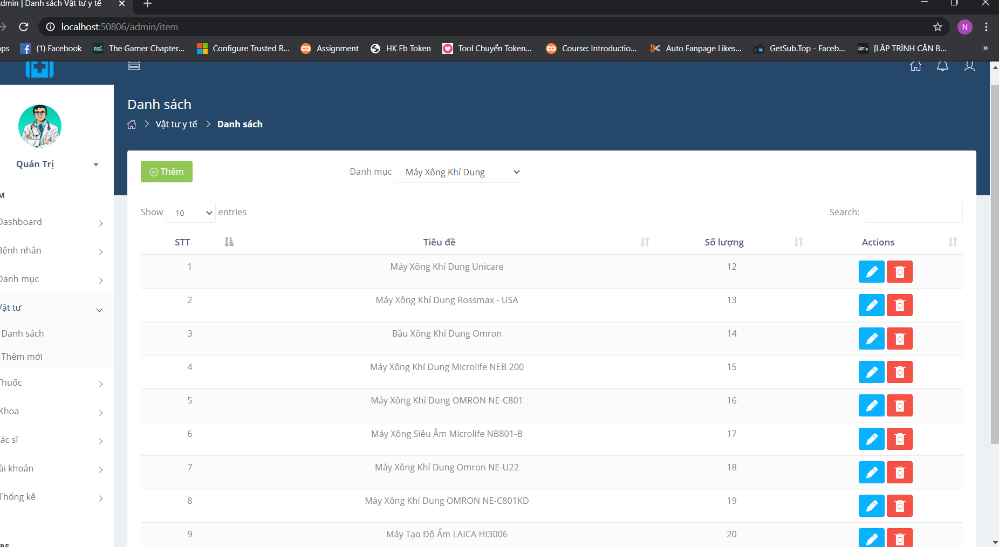 dmin | Danh sách Vật tư y tế
localhost:50806/admin/item
N
ps (1) Facebook The Gamer Chapter... Configure Trusted R... Assignment HK Fb Token Tool Chuyển Token... Course: Introductio... Auto Fanpage Likes... GetSub.Top - Faceb... [LẬP TRÌNH CĂN B... »
Danh sách
Vật tư y tế > Danh sách
Quản Trị
M
Dashboard
Bệnh nhân
Danh mục
Vật tư
Danh sách
Thêm mới
Thuốc
Khoa
ác sĩ
ài khoản
Thống kê
Thêm
Danh mục Máy Xông Khí Dung
Show 10 entries
Search:
STT Tiêu đề Số lượng Actions
1 Máy Xông Khí Dung Unicare 12
2 Máy Xông Khí Dung Rossmax - USA 13
3 Bầu Xông Khí Dung Omron 14
4 Máy Xông Khí Dung Microlife NEB 200 15
5 Máy Xông Khí Dung OMRON NE-C801 16
6 Máy Xông Siêu Âm Microlife NB801-B 17
7 Máy Xông Khí Dung Omron NE-U22 18
8 Máy Xông Khí Dung OMRON NE-C801KD 19
9 Máy Tạo Độ Ẩm LAICA HI3006 20